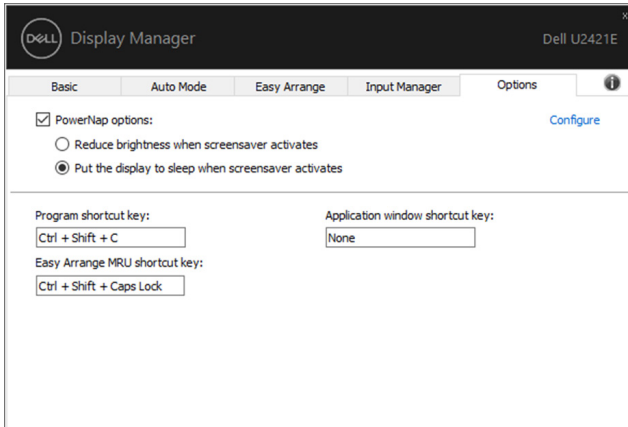 x
DELL Display Manager
Dell U2421E
Basic Auto Mode Easy Arrange Input Manager Options i
PowerNap options:
Configure
Reduce brightness when screensaver activates
Put the display to sleep when screensaver activates
Program shortcut key:
Application window shortcut key:
Ctrl + Shift + C
None
Easy Arrange MRU shortcut key:
Ctrl + Shift + Caps Lock